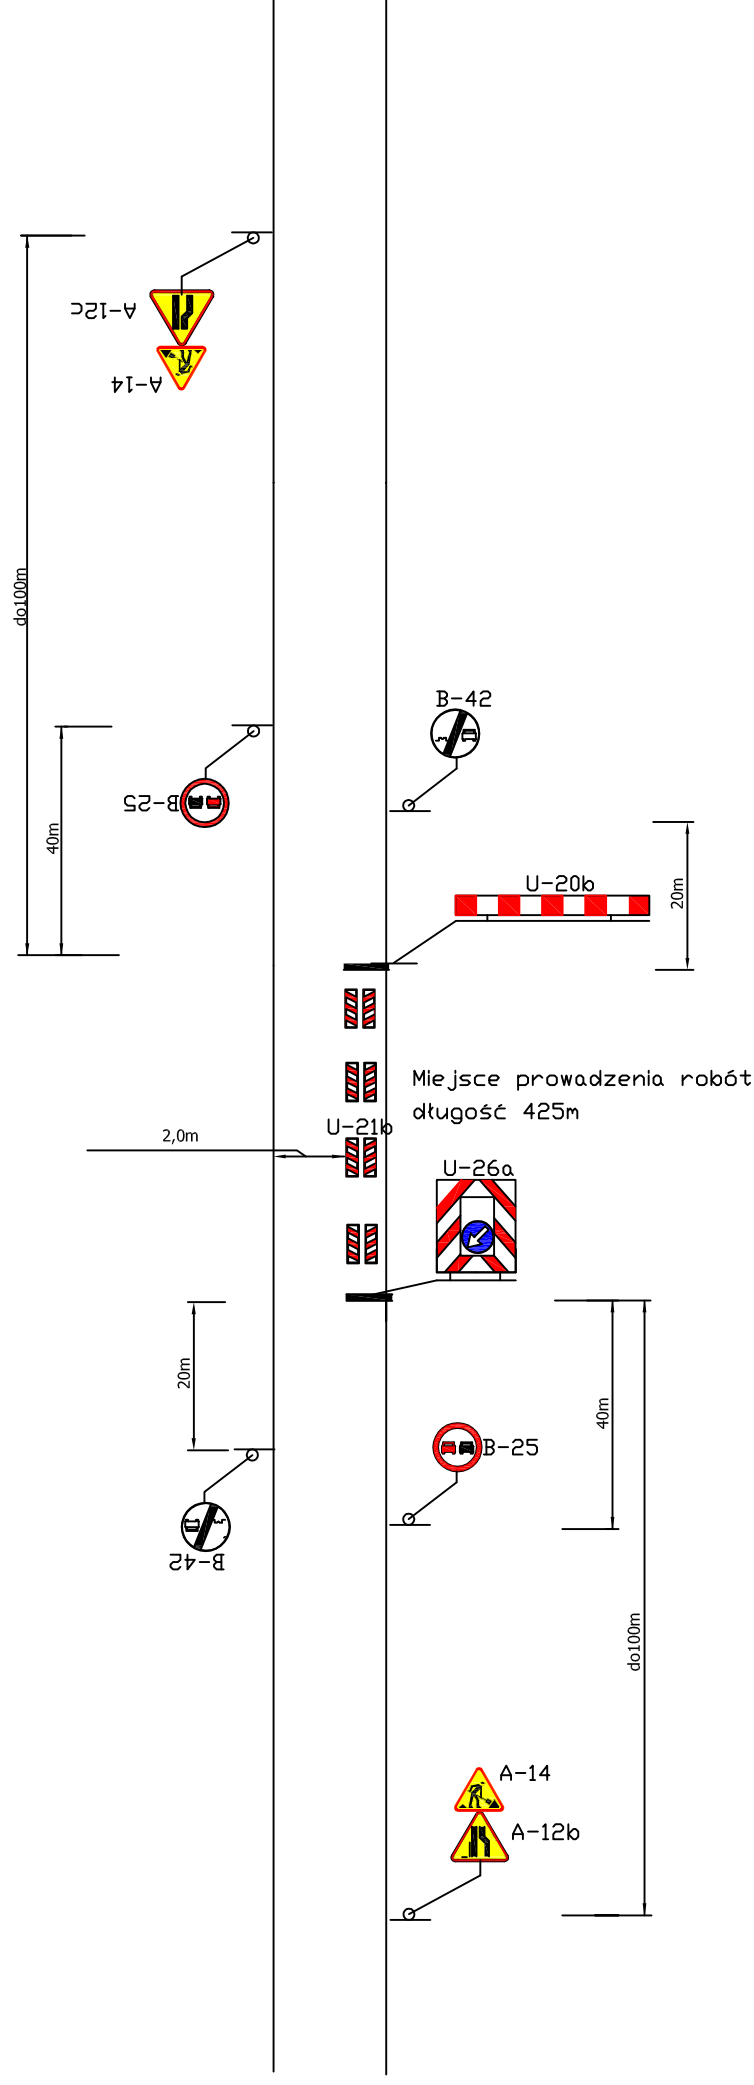 A-12c
A-14
do100m
B-42
B-25
40m
U-20b
20m
Miejsce prowadzenia robót
długość 425m
U-21b
2,0m
U-26a
20m
40m
B-25
B-42
do100m
A-14
A-12b